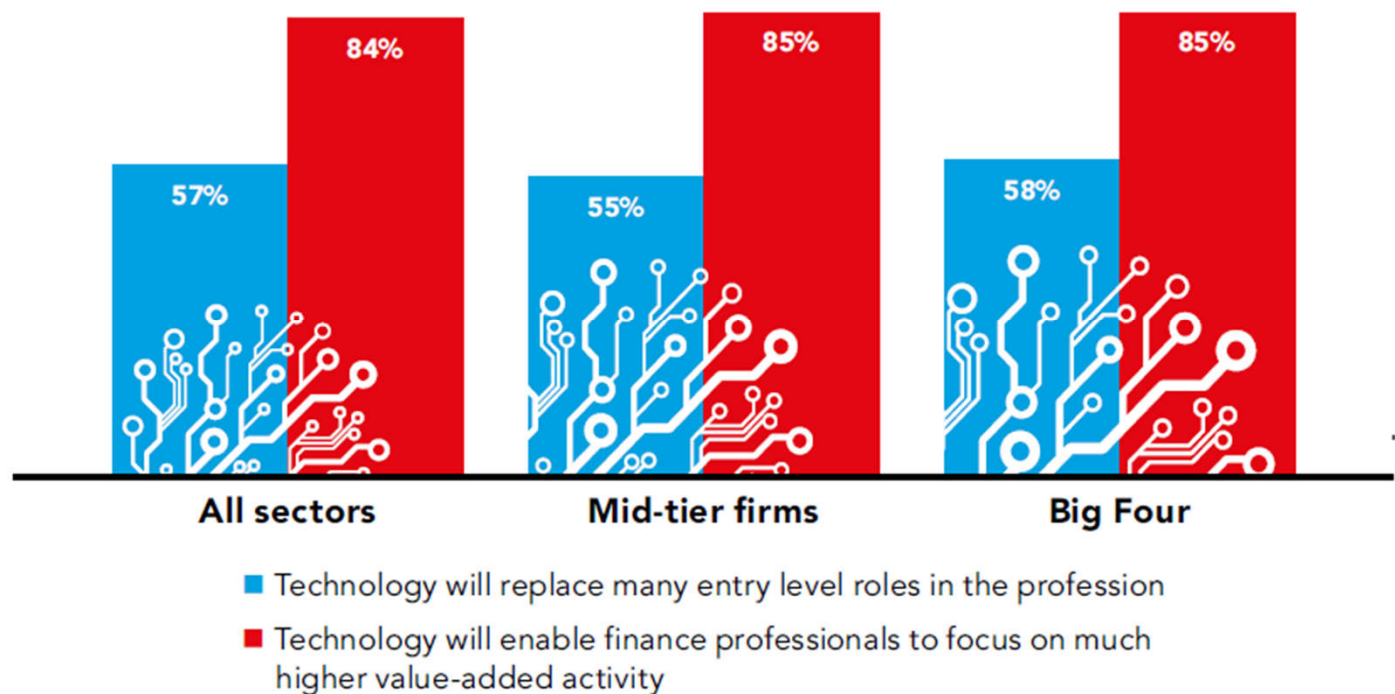 84%
85%
85%
57%
55%
58%
All sectors
Mid-tier firms
Big Four
Technology will replace many entry level roles in the profession
Technology will enable finance professionals to focus on much
higher value-added activity